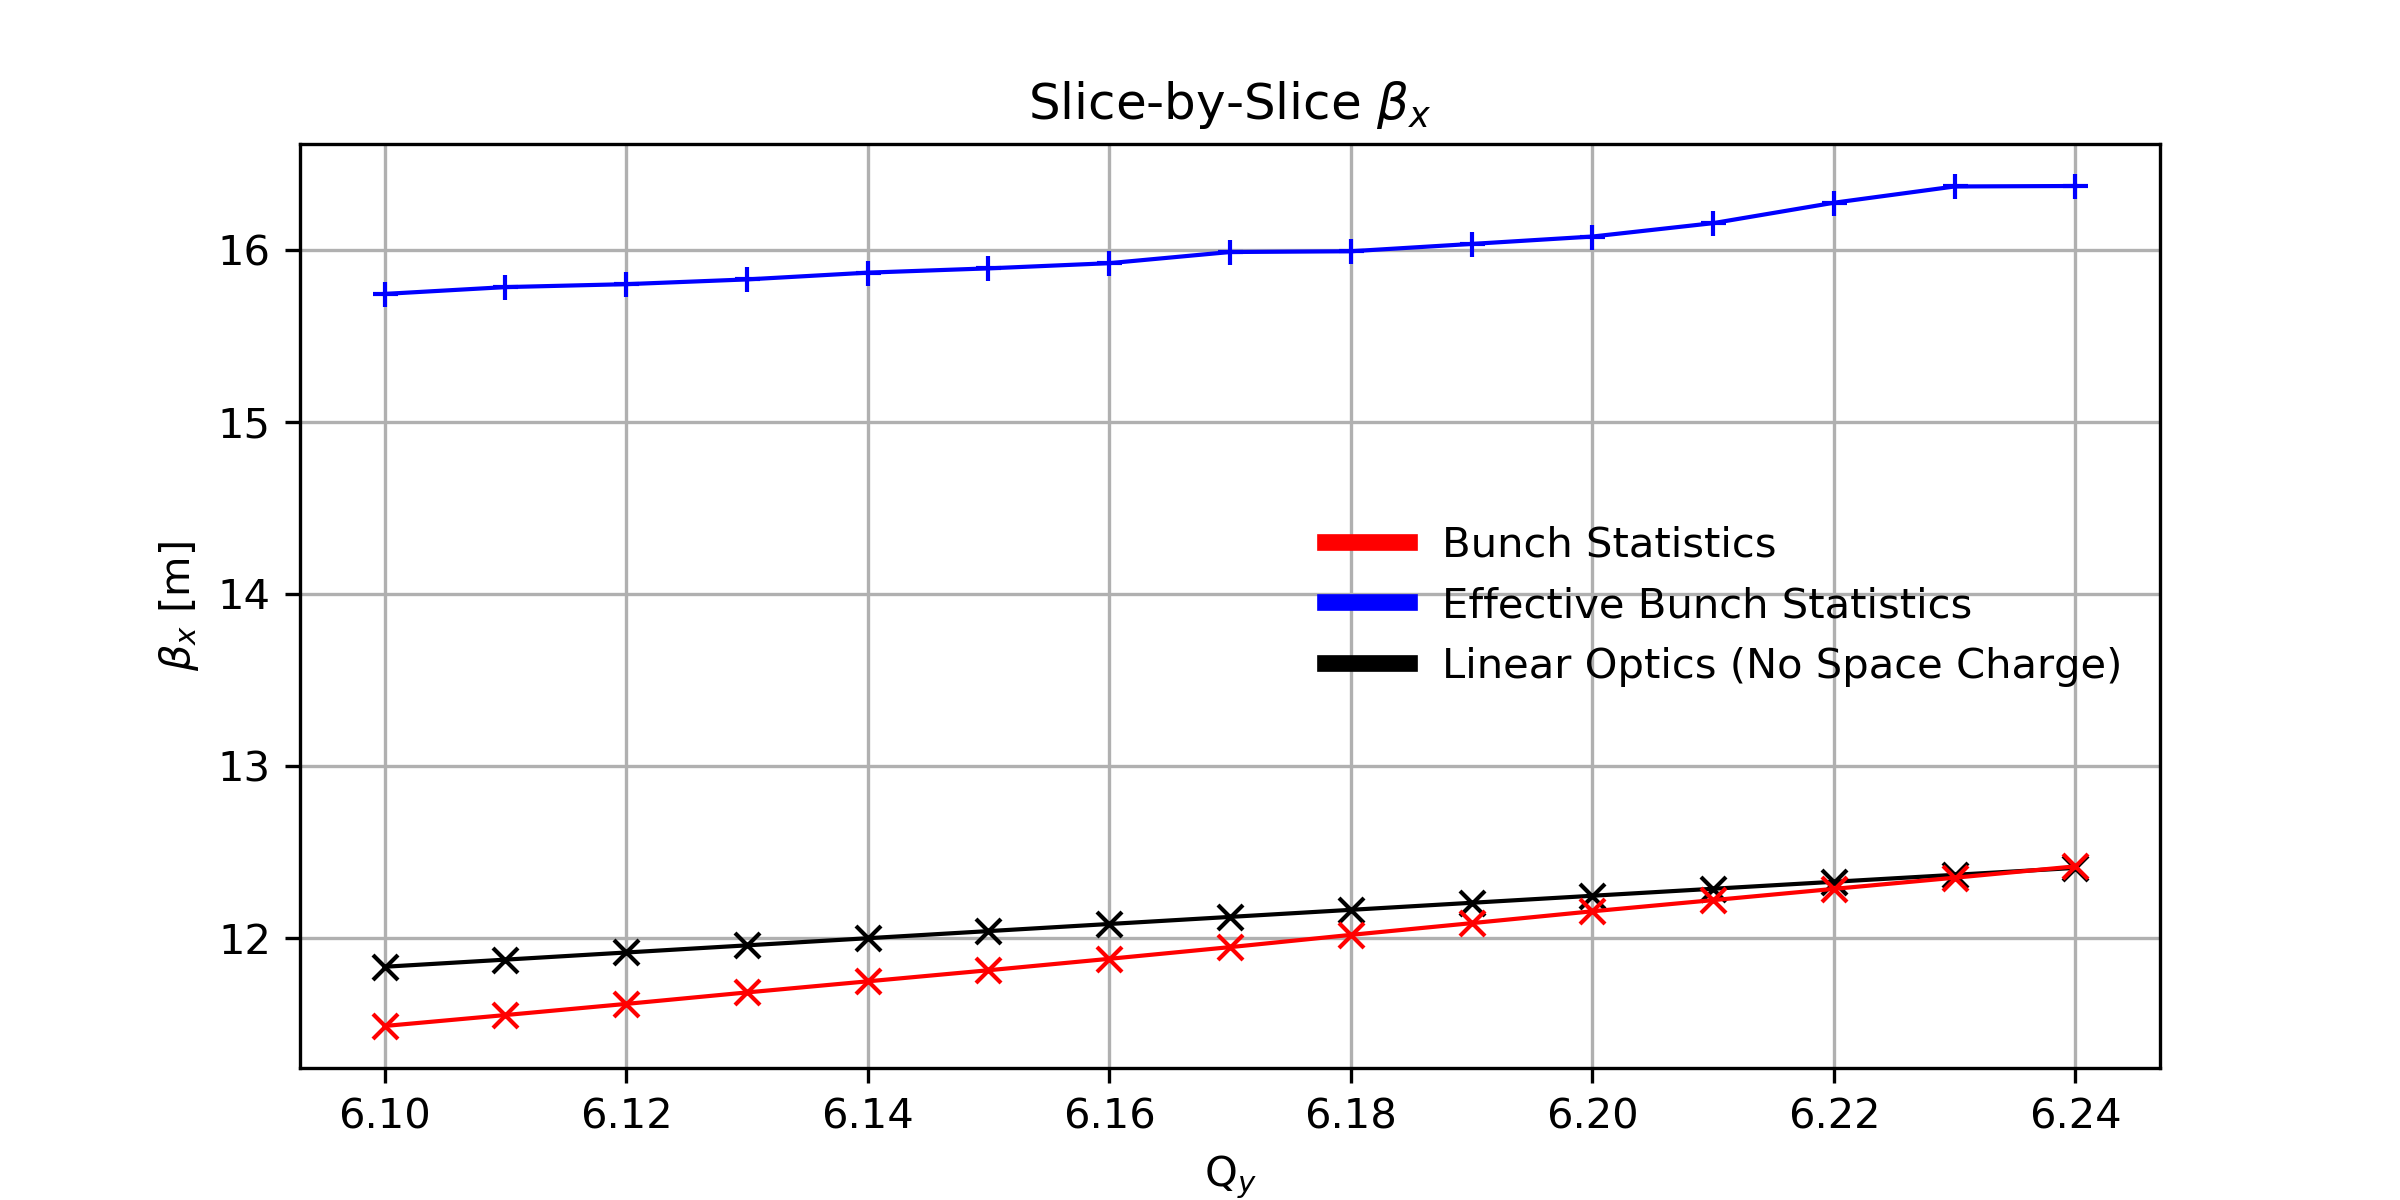 Slice-by-Slice βx
βx [m]
16
15
14
13
12
Bunch Statistics
Effective Bunch Statistics
Linear Optics (No Space Charge)
6.10 6.12 6.14 6.16 6.18 6.20 6.22 6.24
Qy